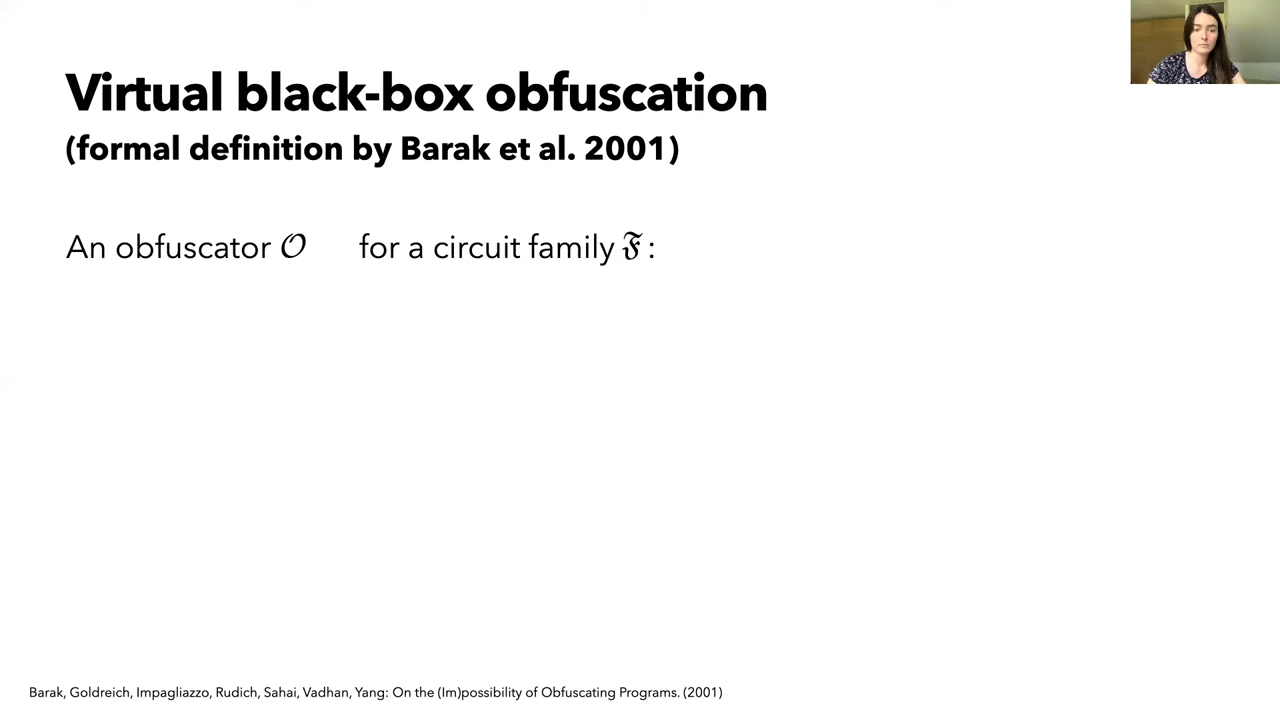 Virtual black-box obfuscation
(formal definition by Barak et al. 2001)
An obfuscator 𝒪 for a circuit family 𝔉 :
Barak, Goldreich, Impagliazzo, Rudich, Sahai, Vadhan, Yang: On the (Im)possibility of Obfuscating Programs. (2001)